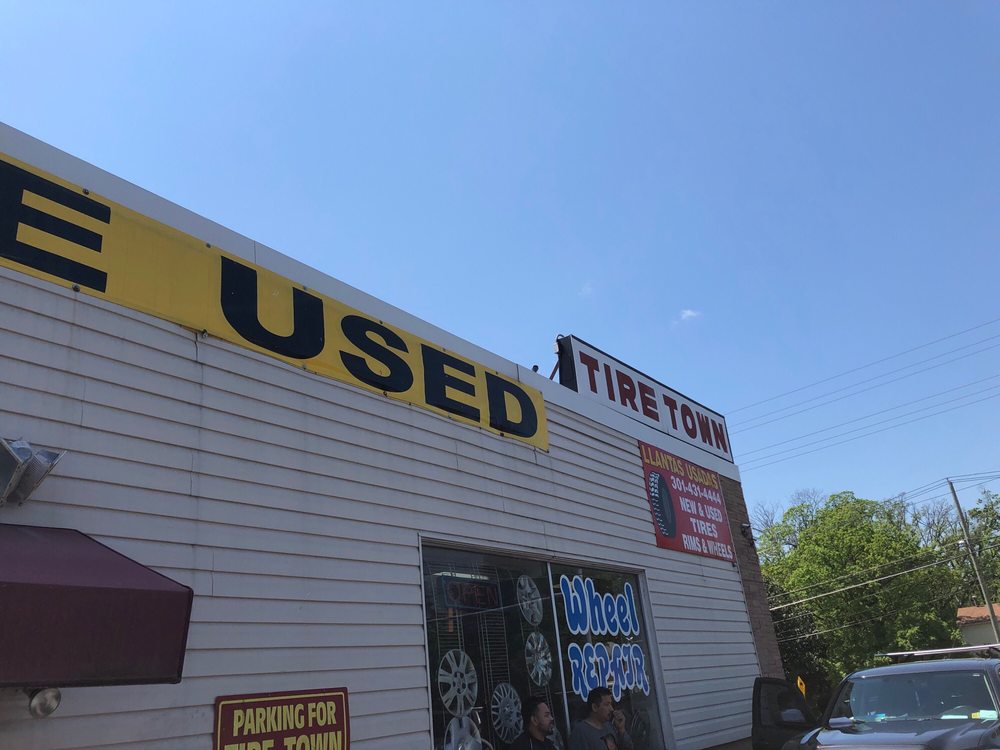 E USED
TIRE TOWN
LLANTAS USADAS
301-431-4444
NEW & USED
TIRES
RIMS & WHEELS
OPEN
Wheel
REPAIR
PARKING FOR
TIRE TOWN